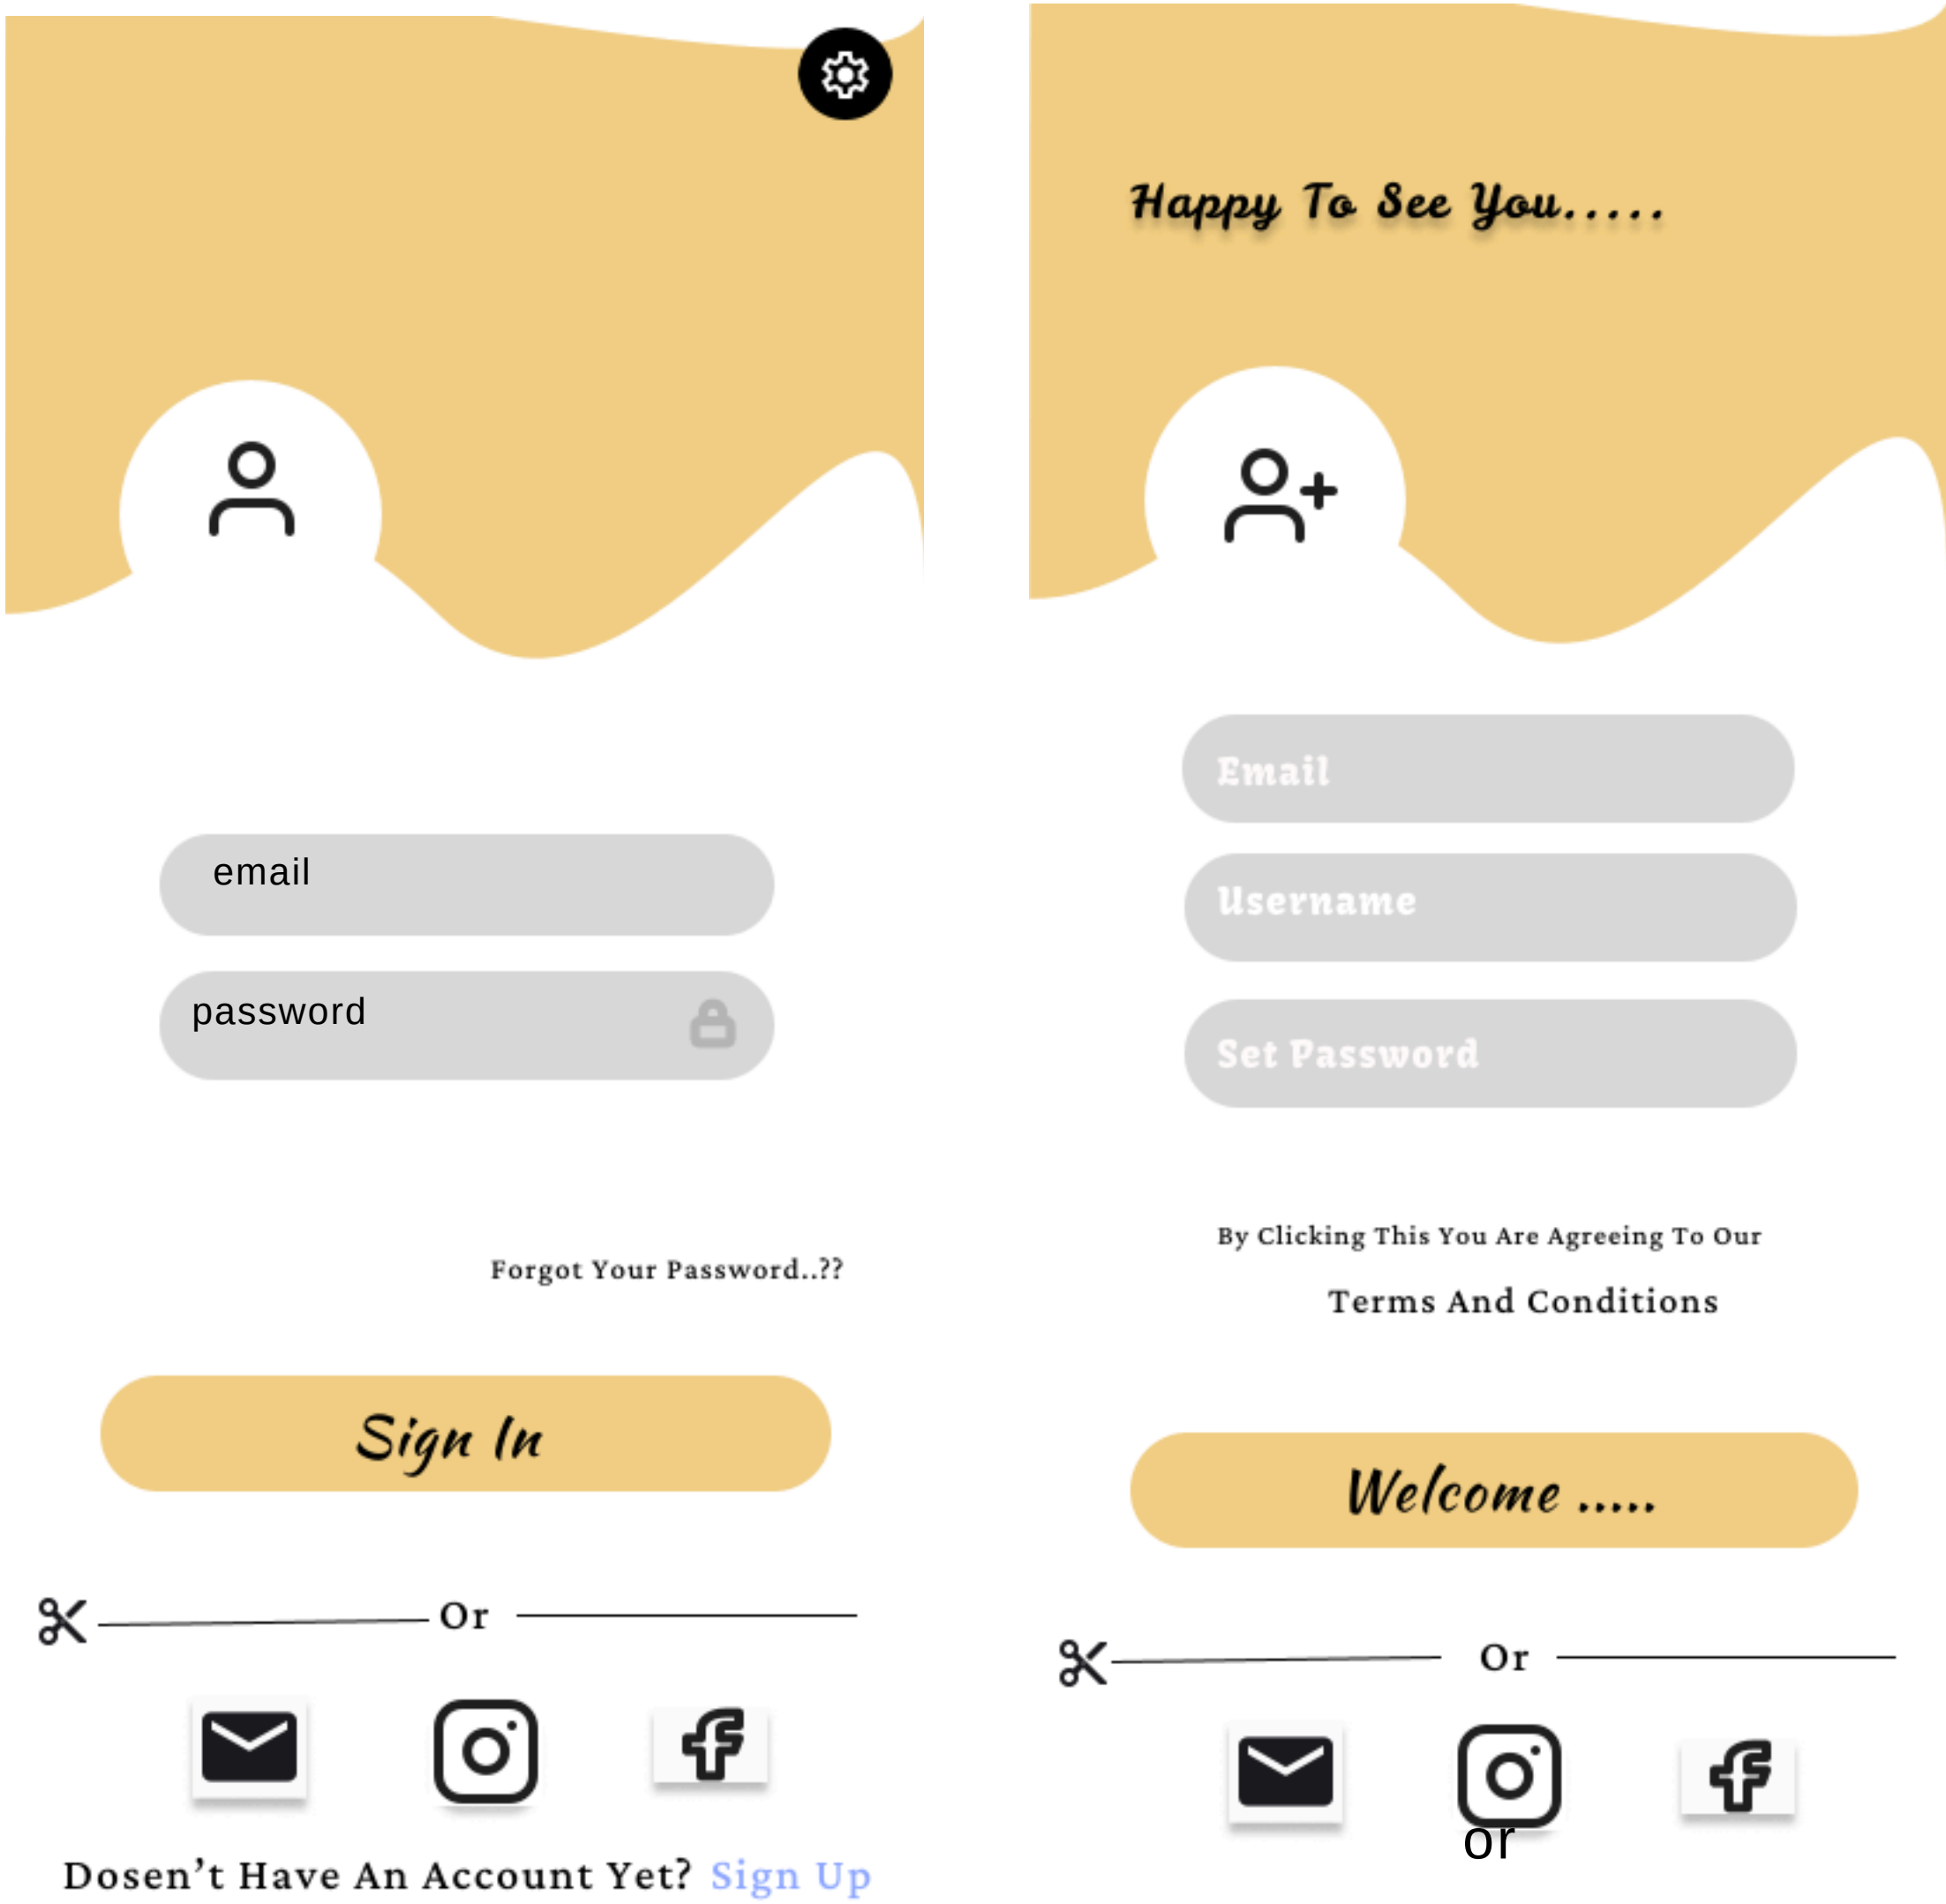 email
password
Forgot Your Password..??
Sign In
Or
Dosen’t Have An Account Yet? Sign Up
Happy To See You.....
Email
Username
Set Password
By Clicking This You Are Agreeing To Our
Terms And Conditions
Welcome .....
Or
or